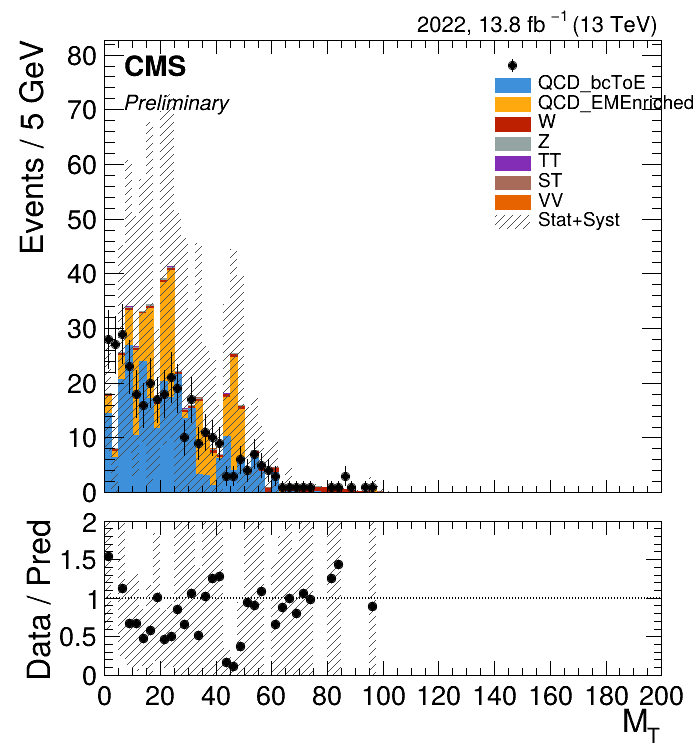 2022, 13.8 fb⁻¹ (13 TeV)
CMS
Preliminary
Events / 5 GeV
80
70
60
50
40
30
20
10
0
QCD_bcToE
QCD_EMEnriched
W
Z
TT
ST
VV
Stat+Syst
Data / Pred
2
1.5
1
0.5
0
0 20 40 60 80 100 120 140 160 180 200
M_T